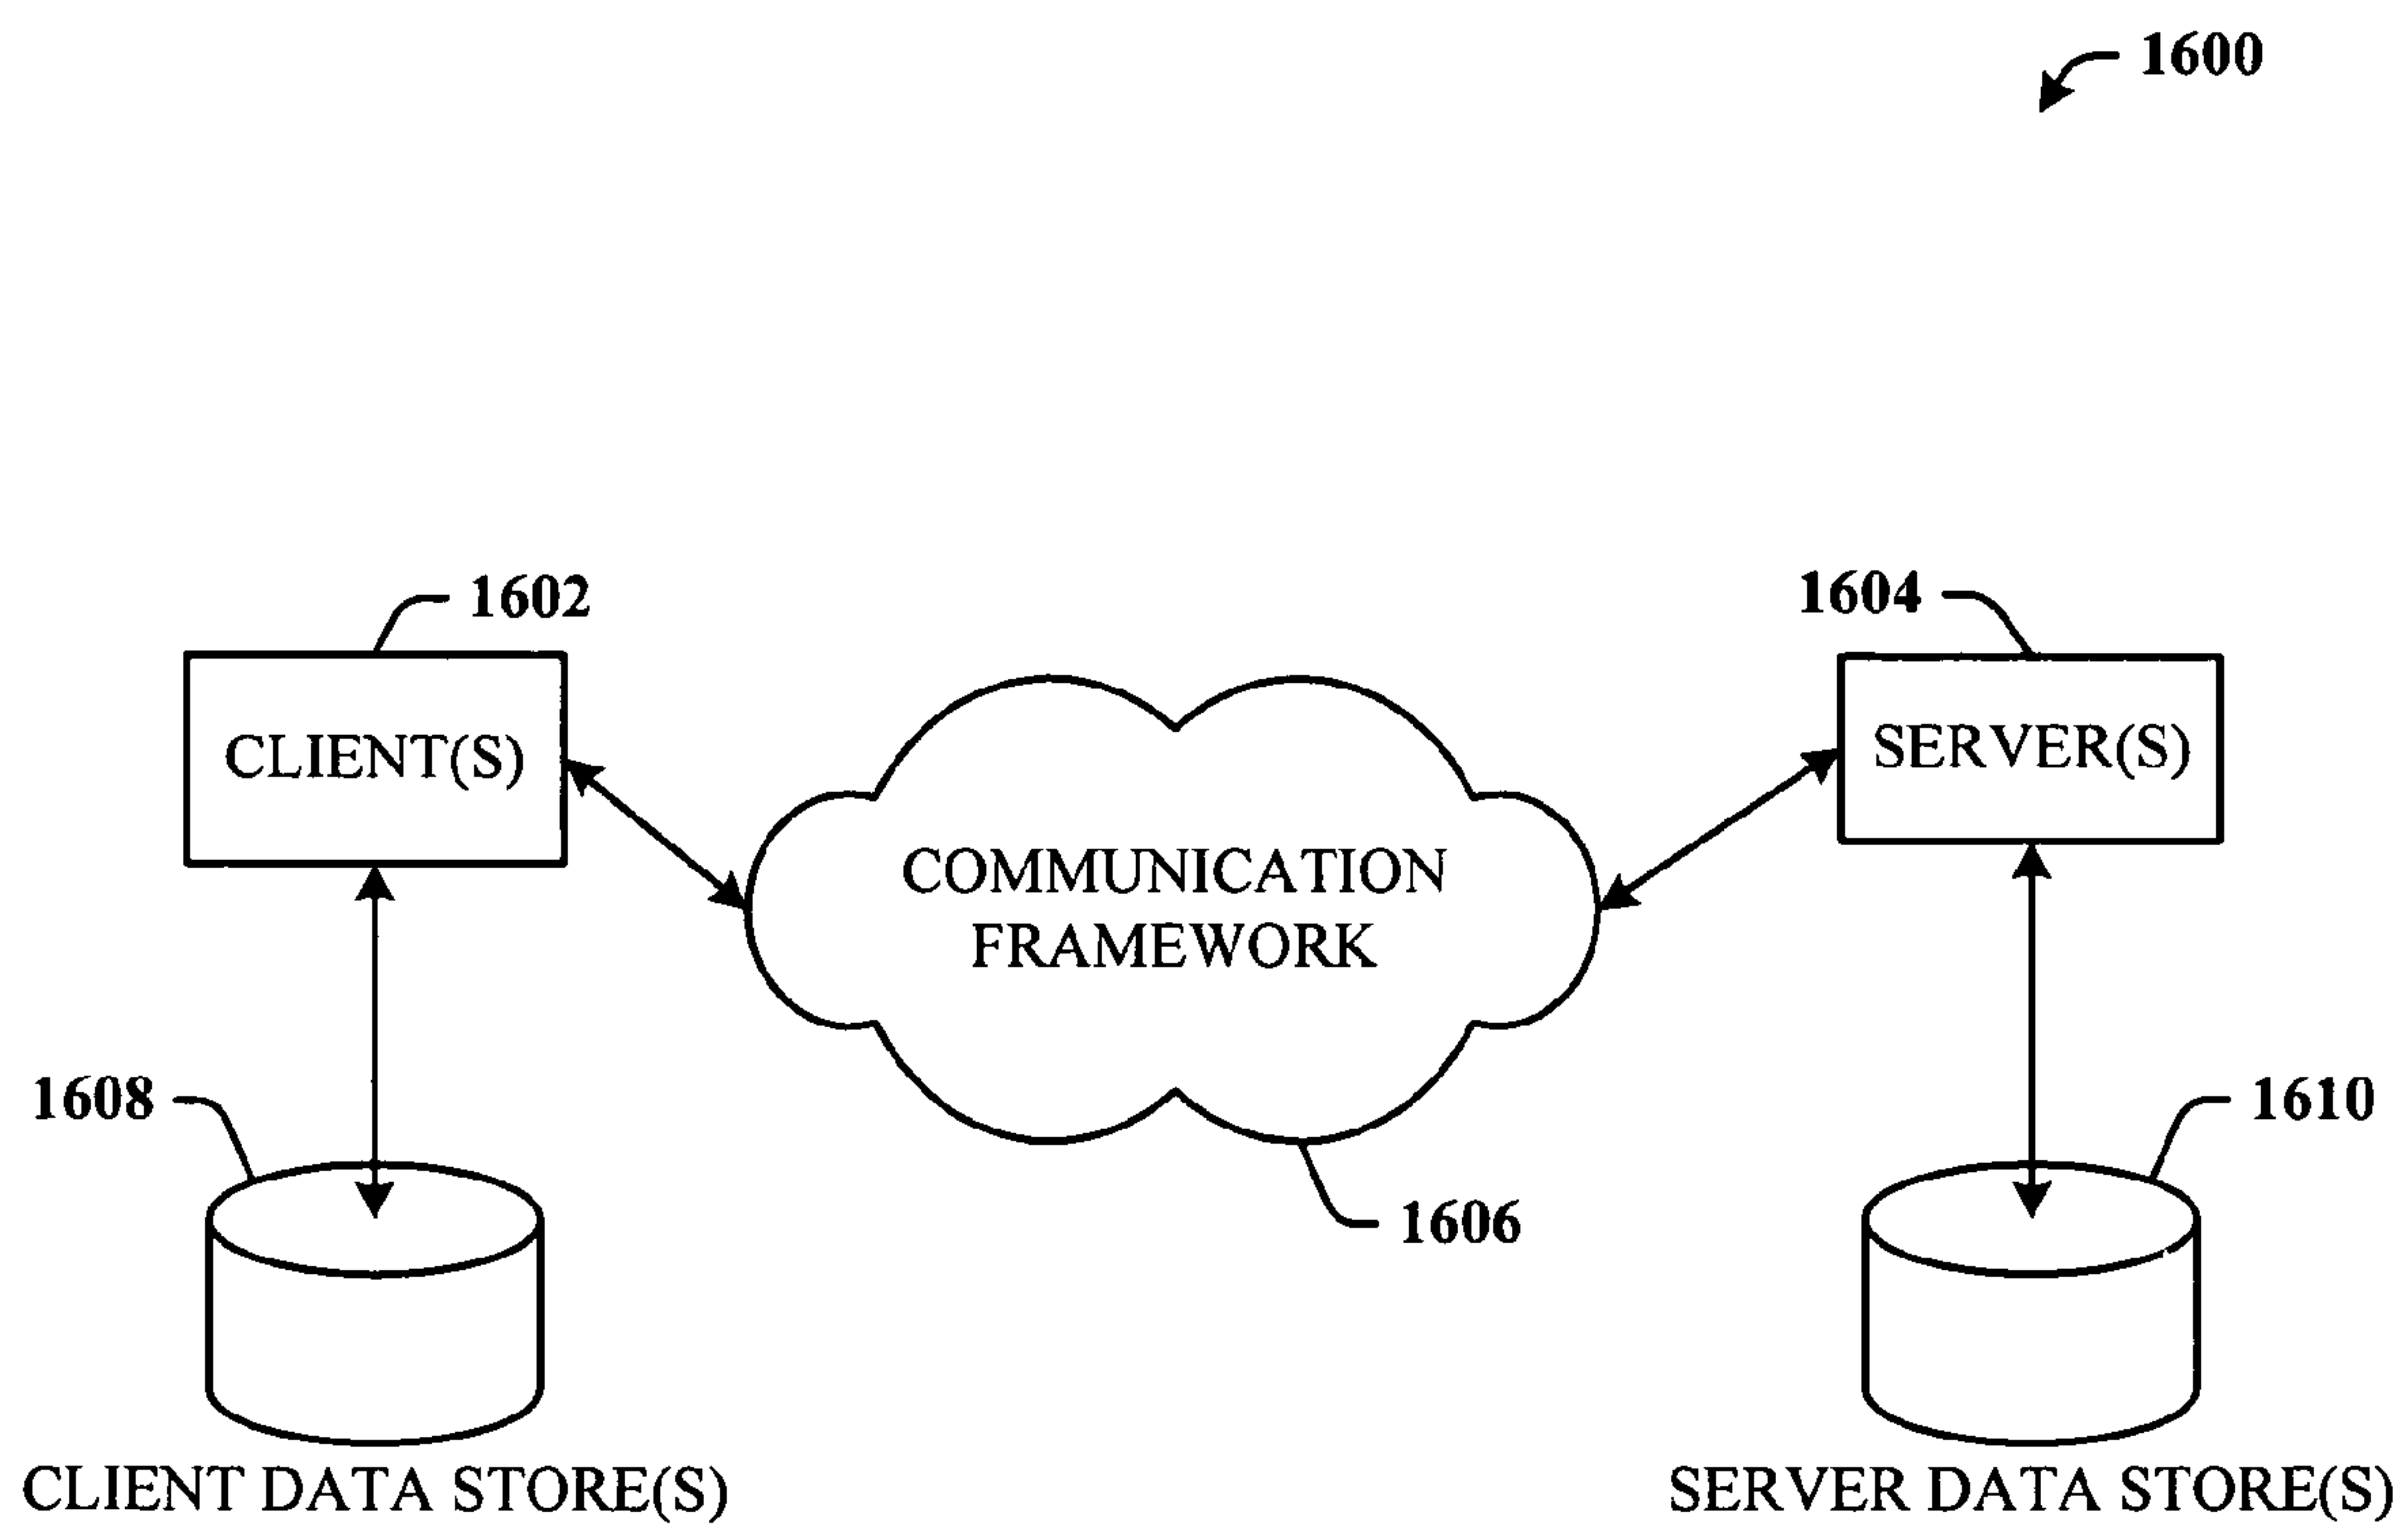 1600
1602
1604
CLIENT(S)
SERVER(S)
COMMUNICATION
FRAMEWORK
1608
1610
1606
CLIENT DATA STORE(S)
SERVER DATA STORE(S)